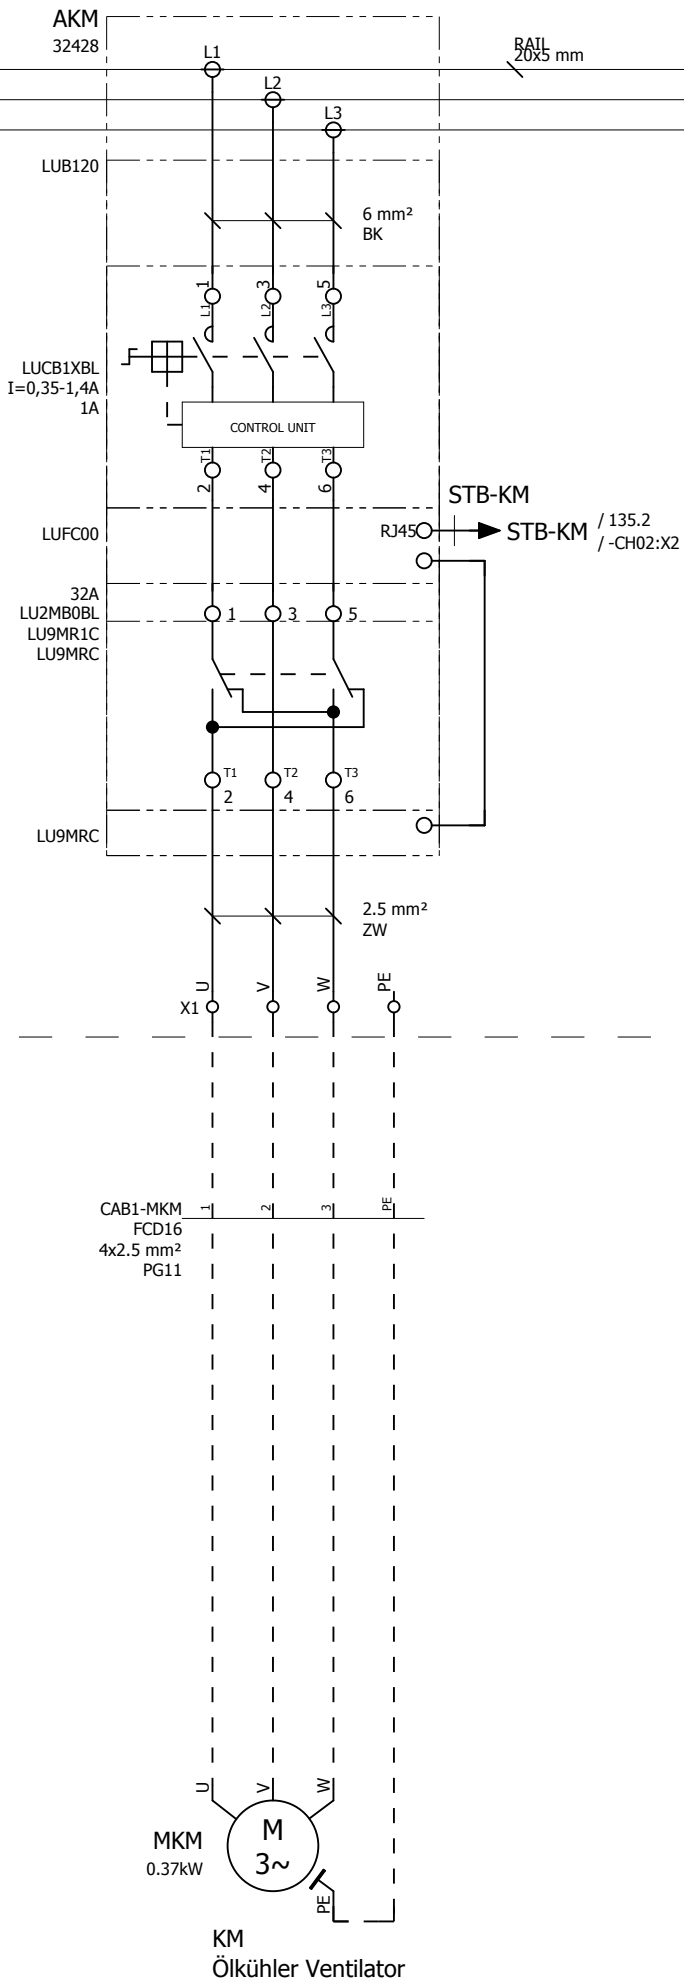 AKM
32428
L1
RAIL
20x5 mm
L2
L3
LUB120
6 mm²
BK
1
3
5
L1
L2
L3
LUCB1XBL
I=0,35-1,4A
1A
CONTROL UNIT
T1
T2
T3
2
4
6
STB-KM
LUFC00
RJ45
STB-KM
/ 135.2
/ -CH02:X2
32A
LU2MB0BL
1
3
5
LU9MR1C
LU9MRC
T1
T2
T3
2
4
6
LU9MRC
2.5 mm²
ZW
U
V
W
PE
X1
CAB1-MKM
1
2
3
PE
FCD16
4x2.5 mm²
PG11
U
V
W
MKM
0.37kW
M
3~
PE
KM
Ölkühler Ventilator